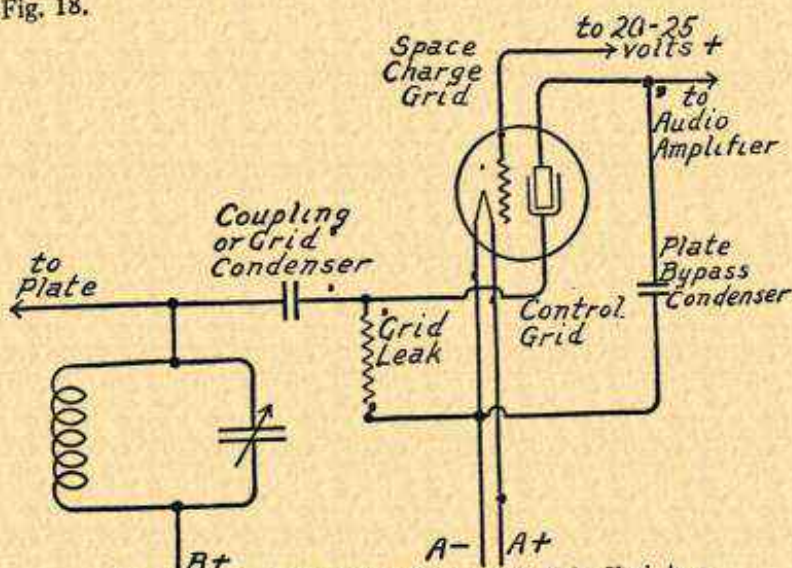 Fig. 18.
Space
Charge
Grid
to 20-25
volts +
to
Audio
Amplifier
Coupling
or Grid
Condenser
to
Plate
Grid
Leak
Control
Grid
Plate
Bypass
Condenser
B+
A-
A+